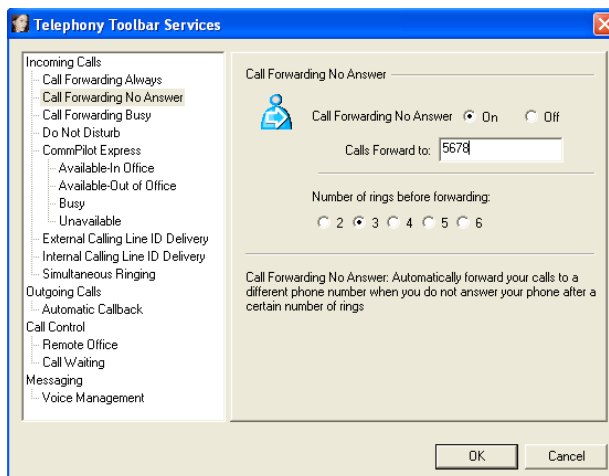 Telephony Toolbar Services
Incoming Calls
Call Forwarding Always
Call Forwarding No Answer
Call Forwarding Busy
Do Not Disturb
CommPilot Express
Available-In Office
Available-Out of Office
Busy
Unavailable
External Calling Line ID Delivery
Internal Calling Line ID Delivery
Simultaneous Ringing
Outgoing Calls
Automatic Callback
Call Control
Remote Office
Call Waiting
Messaging
Voice Management
Call Forwarding No Answer
Call Forwarding No Answer On Off
Calls Forward to: 5678
Number of rings before forwarding:
2 3 4 5 6
Call Forwarding No Answer: Automatically forward your calls to a
different phone number when you do not answer your phone after a
certain number of rings
OK Cancel